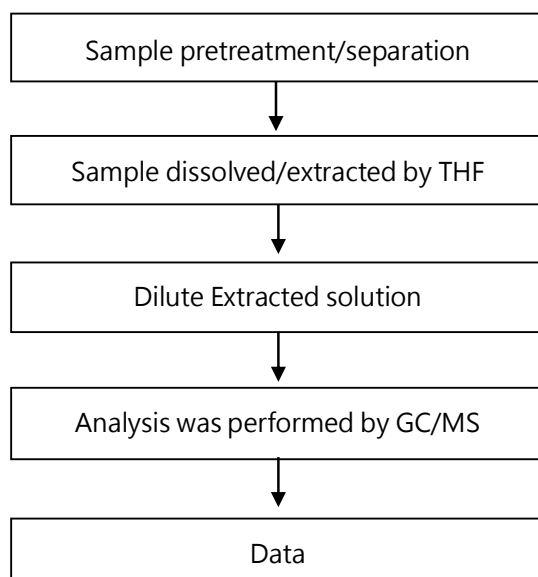 Sample pretreatment/separation
Sample dissolved/extracted by THF
Dilute Extracted solution
Analysis was performed by GC/MS
Data